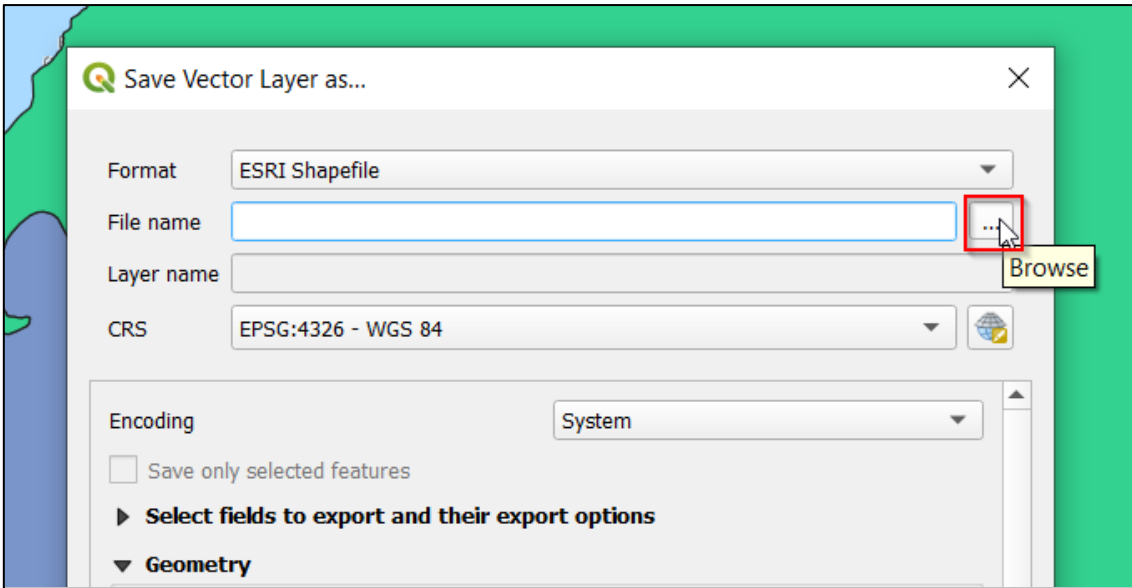 Save Vector Layer as...
Format ESRI Shapefile
File name ...
Browse
Layer name
CRS EPSG:4326 - WGS 84
Encoding System
Save only selected features
Select fields to export and their export options
Geometry